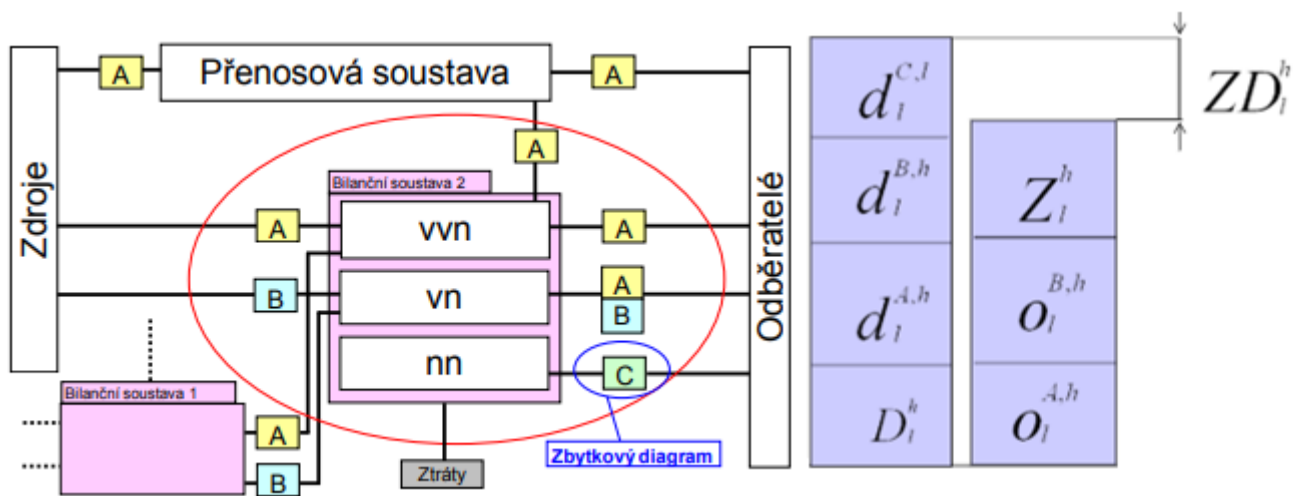 Zdroje
A
Přenosová soustava
A
A
Bilanční soustava 2
A
vvn
A
B
vn
A
B
nn
C
Bilanční soustava 1
A
B
Ztráty
Zbytkový diagram
Odběratelé
d_l^{C,l}
d_l^{B,h}
d_l^{A,h}
D_l^h
Z_l^h
o_l^{B,h}
o_l^{A,h}
ZD_l^h